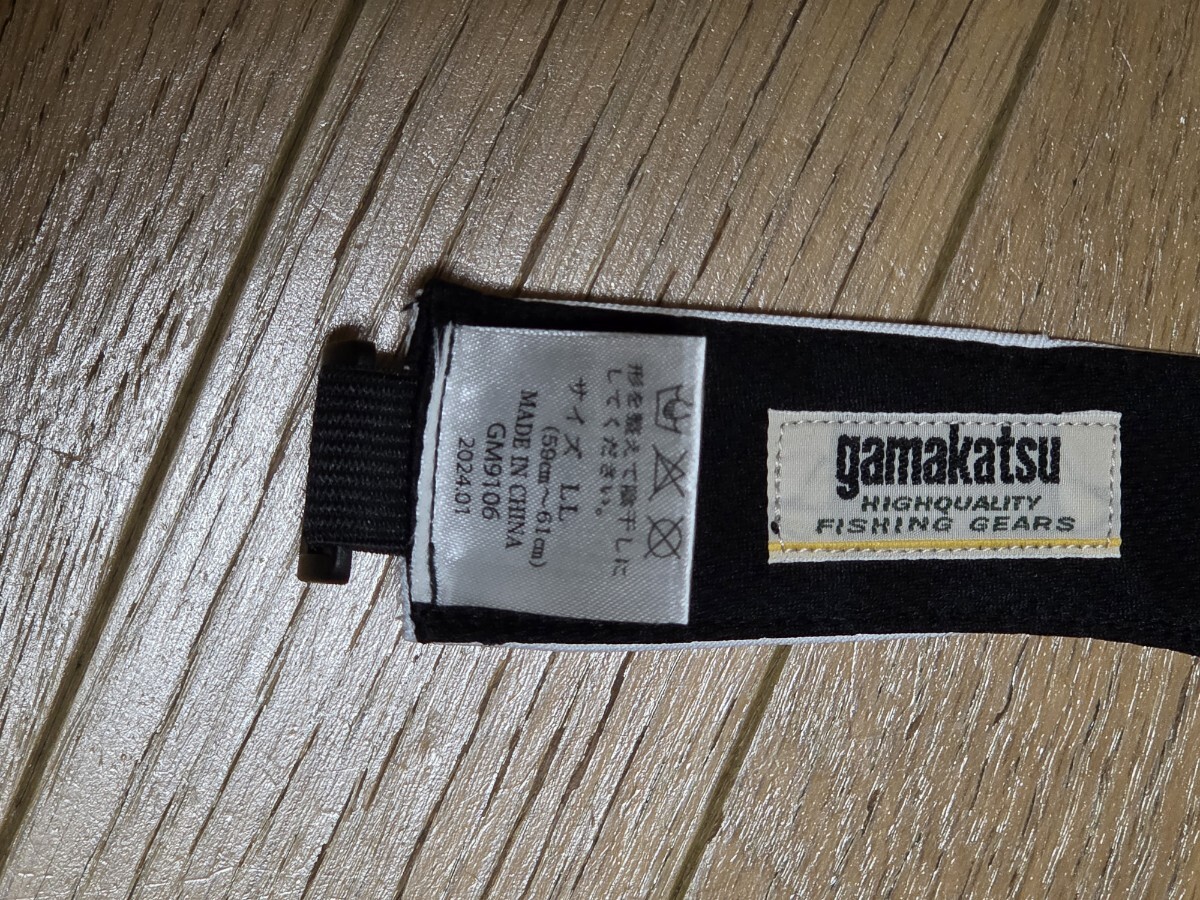 形を整えて陰干しに
してください。
サイズ LL
(59cm～61cm)
MADE IN CHINA
GM9106
2024.01
gamakatsu
HIGHQUALITY
FISHING GEARS